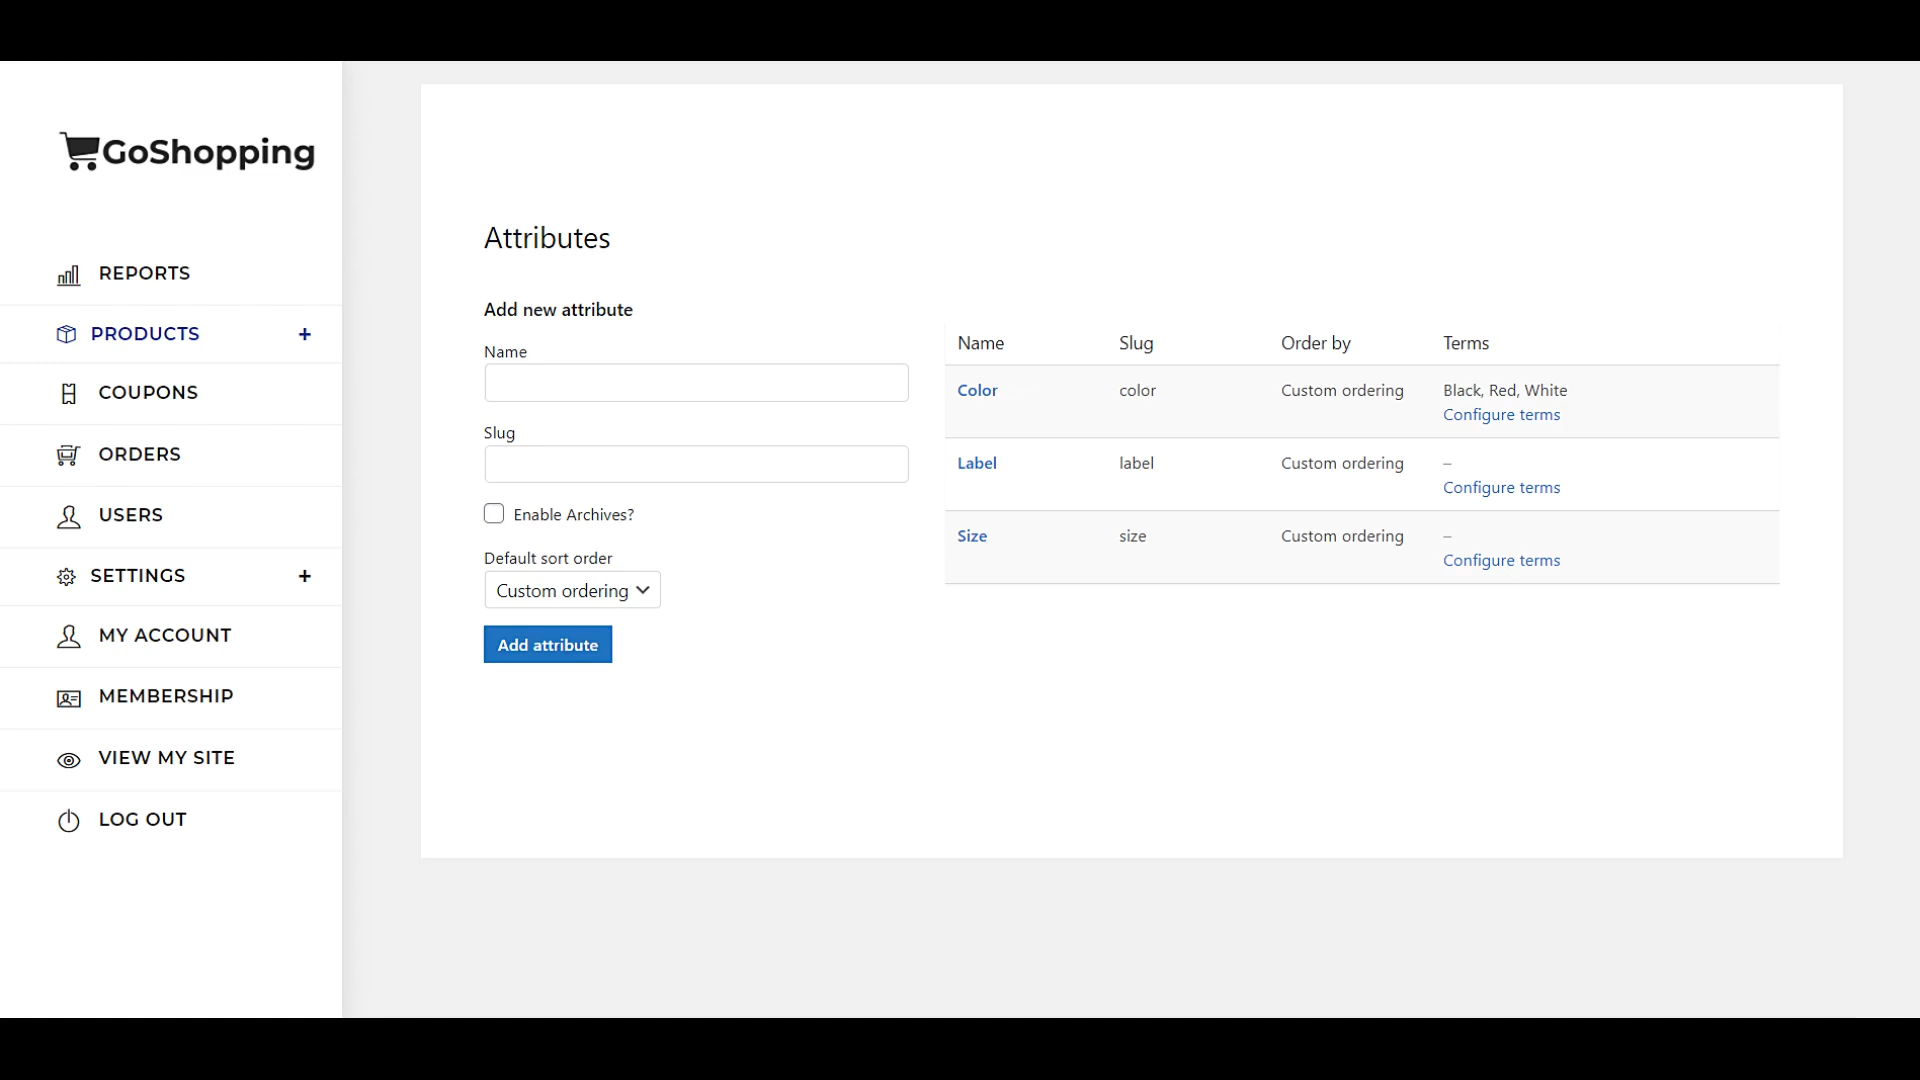 GoShopping
REPORTS
PRODUCTS +
COUPONS
ORDERS
USERS
SETTINGS +
MY ACCOUNT
MEMBERSHIP
VIEW MY SITE
LOG OUT
Attributes
Add new attribute
Name
Slug
Enable Archives?
Default sort order
Custom ordering
Add attribute
Name Slug Order by Terms
Color color Custom ordering Black, Red, White
Configure terms
Label label Custom ordering –
Configure terms
Size size Custom ordering –
Configure terms